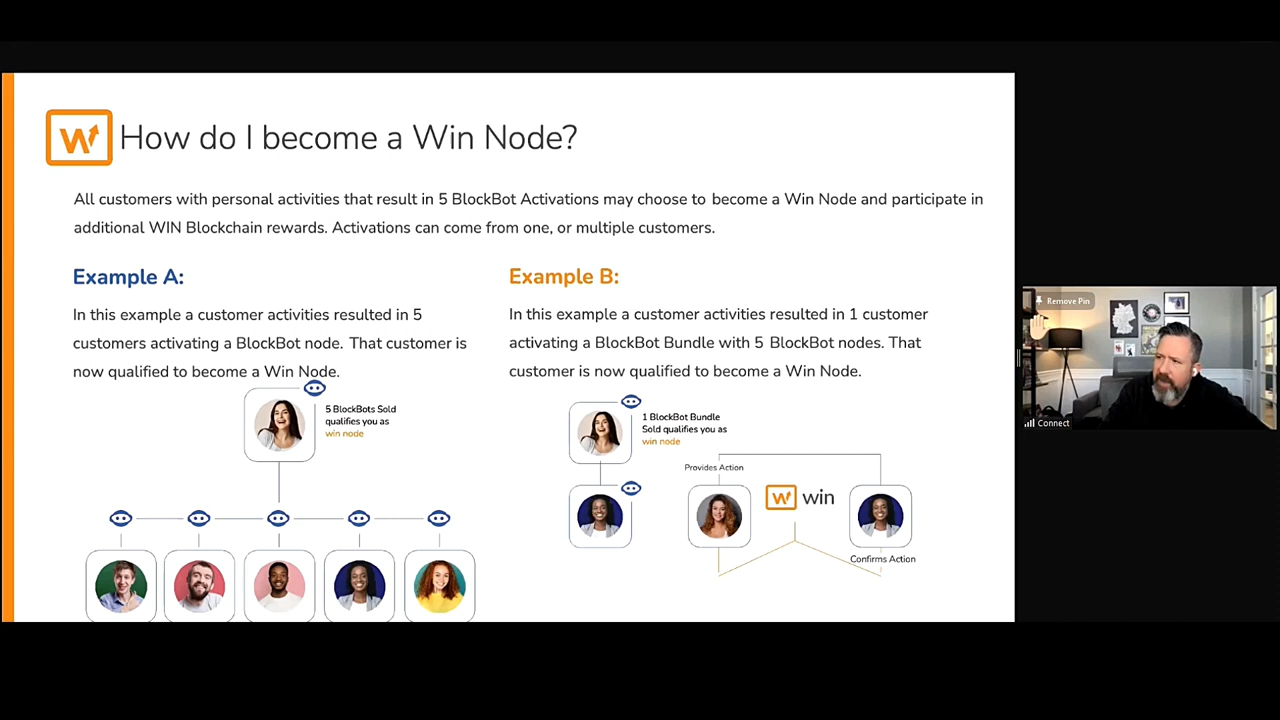 How do I become a Win Node?
All customers with personal activities that result in 5 BlockBot Activations may choose to become a Win Node and participate in
additional WIN Blockchain rewards. Activations can come from one, or multiple customers.
Example A:
In this example a customer activities resulted in 5
customers activating a BlockBot node. That customer is
now qualified to become a Win Node.
5 BlockBots Sold
qualifies you as
win node
Example B:
In this example a customer activities resulted in 1 customer
activating a BlockBot Bundle with 5 BlockBot nodes. That
customer is now qualified to become a Win Node.
1 BlockBot Bundle
Sold qualifies you as
win node
Provides Action
win
Confirms Action
Remove Pin
Connect